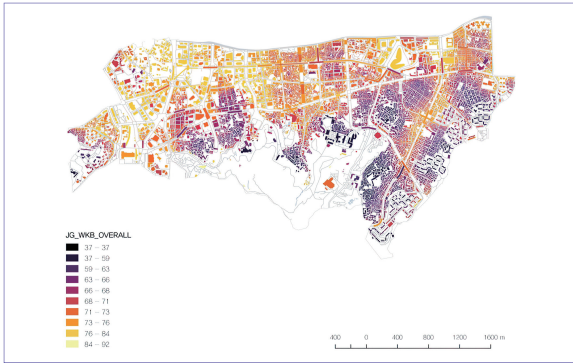 JG_WKB_OVERALL
37 – 37
37 – 59
59 – 63
63 – 66
66 – 68
68 – 71
71 – 73
73 – 76
76 – 84
84 – 92
400 0 400 800 1200 1600 m